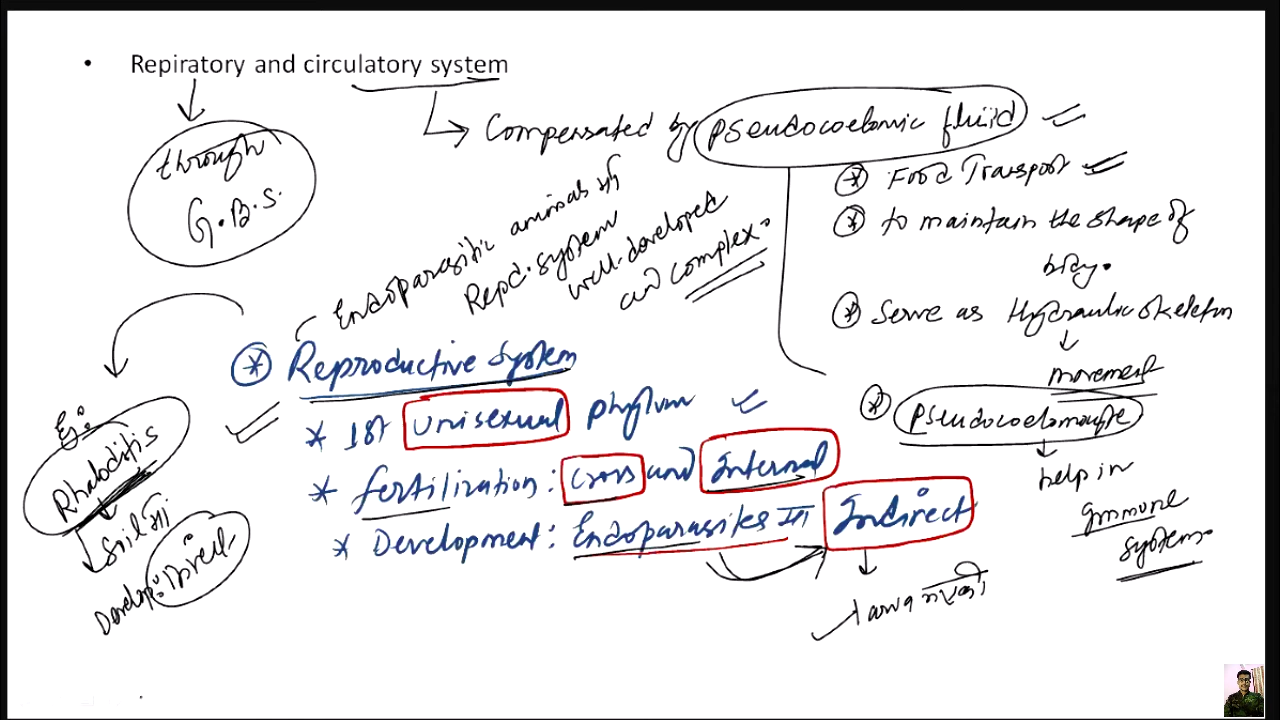 • Repiratory and circulatory system
through
G.B.S.
Compensated by pseudocoelomic fluid
* Food Transport
* to maintain the shape of
body.
* Serve as Hydraulic skeleton
movement
* pseudocoelomocyte
help in
Immune
system.
Endoparasitic animals में
Repd. system
well-developed
and complex.
* Reproductive system
* 1st unisexual phylum
* fertilization: Cross and Internal
* Development: Endoparasites में Indirect
Eg:
Rhabditis
Soil में
Develop: Direct